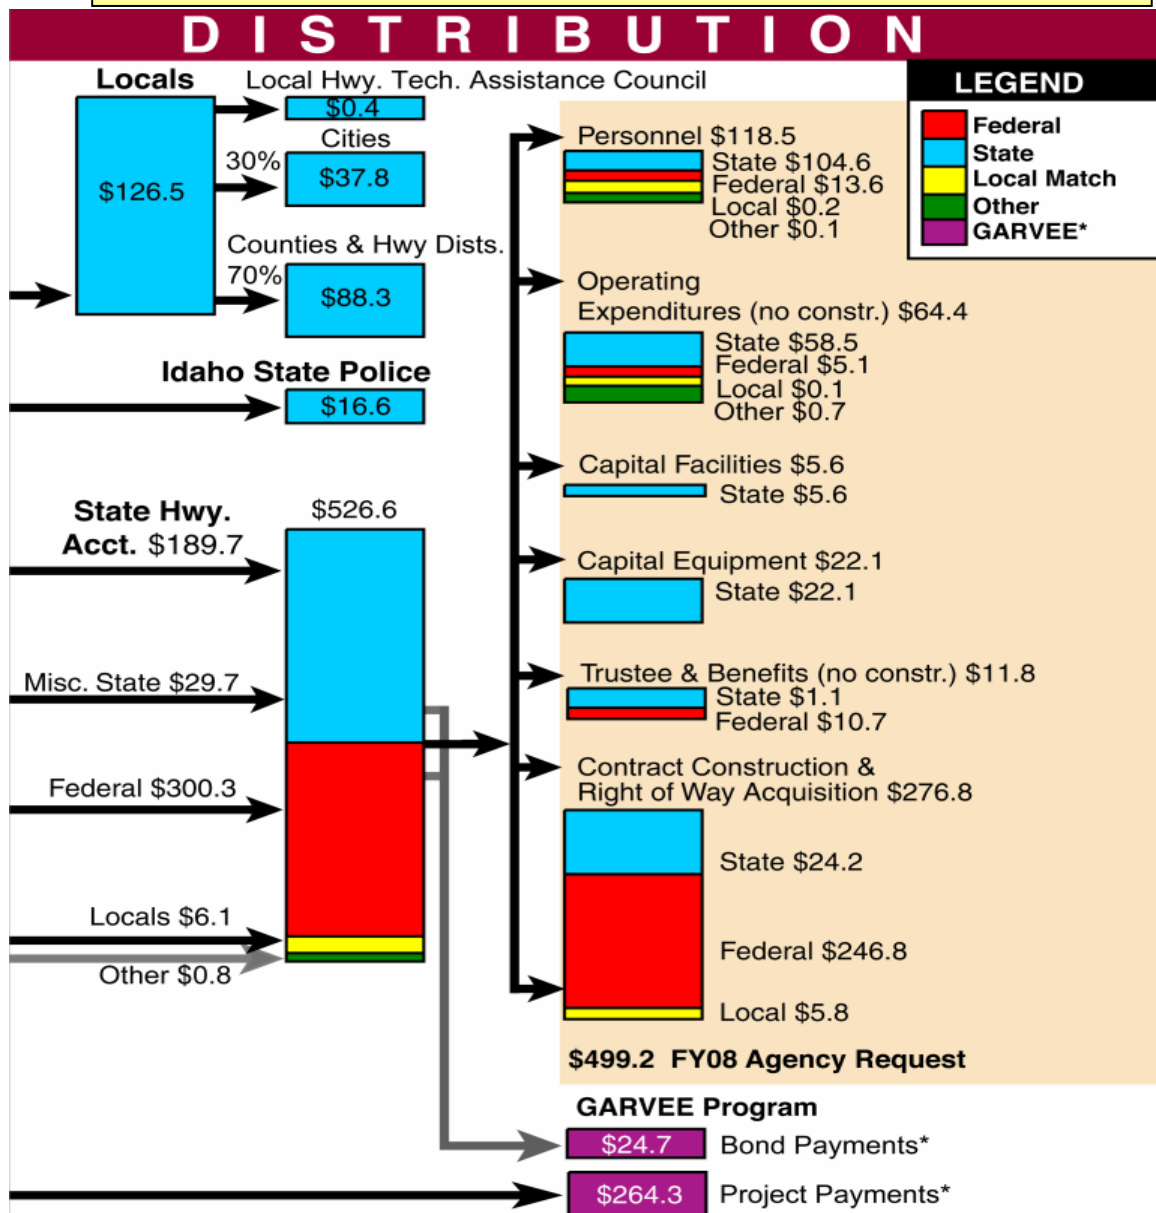 DISTRIBUTION
Locals
Local Hwy. Tech. Assistance Council
$0.4
Cities
30%
$37.8
$126.5
Counties & Hwy Dists.
70%
$88.3
Idaho State Police
$16.6
State Hwy.
Acct. $189.7
$526.6
Misc. State $29.7
Federal $300.3
Locals $6.1
Other $0.8
LEGEND
Federal
State
Local Match
Other
GARVEE*
Personnel $118.5
State $104.6
Federal $13.6
Local $0.2
Other $0.1
Operating
Expenditures (no constr.) $64.4
State $58.5
Federal $5.1
Local $0.1
Other $0.7
Capital Facilities $5.6
State $5.6
Capital Equipment $22.1
State $22.1
Trustee & Benefits (no constr.) $11.8
State $1.1
Federal $10.7
Contract Construction &
Right of Way Acquisition $276.8
State $24.2
Federal $246.8
Local $5.8
$499.2 FY08 Agency Request
GARVEE Program
$24.7 Bond Payments*
$264.3 Project Payments*